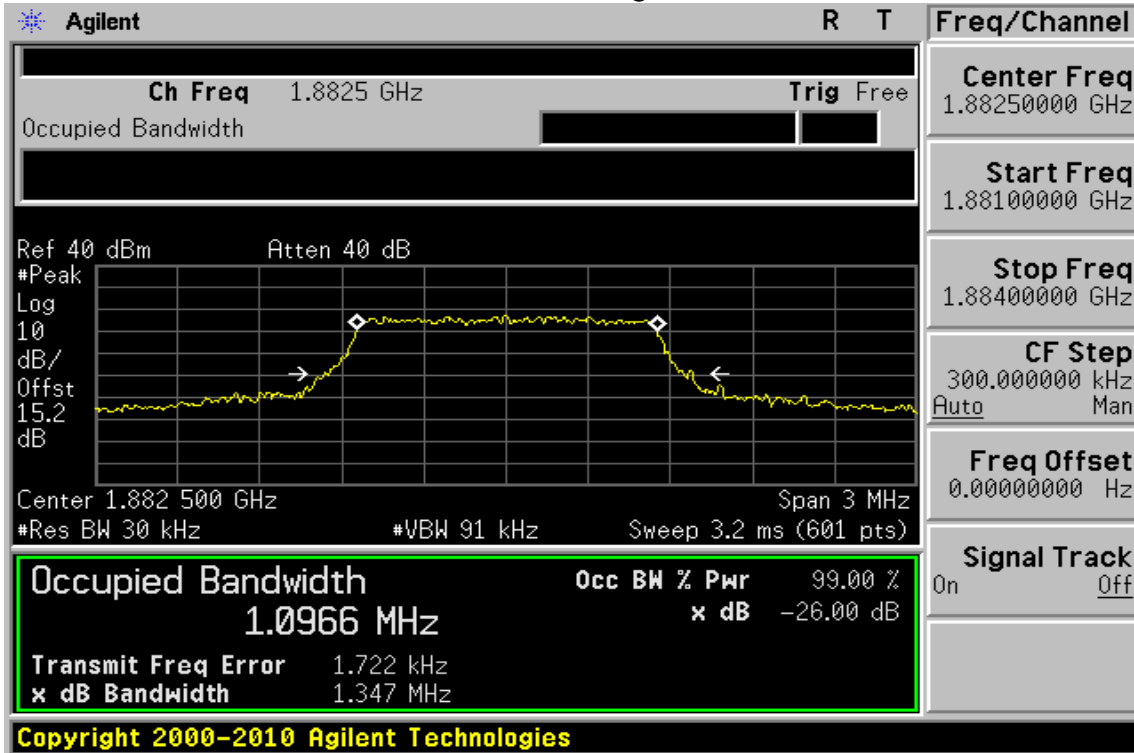 Agilent R T Freq/Channel
Ch Freq 1.8825 GHz Trig Free
Occupied Bandwidth
Center Freq
1.88250000 GHz
Start Freq
1.88100000 GHz
Stop Freq
1.88400000 GHz
CF Step
300.000000 kHz
Auto Man
Freq Offset
0.00000000 Hz
Signal Track
On Off
Ref 40 dBm Atten 40 dB
#Peak
Log
10
dB/
Offst
15.2
dB
Center 1.882 500 GHz Span 3 MHz
#Res BW 30 kHz #VBW 91 kHz Sweep 3.2 ms (601 pts)
Occupied Bandwidth Occ BW % Pwr 99.00 %
1.0966 MHz x dB -26.00 dB
Transmit Freq Error 1.722 kHz
x dB Bandwidth 1.347 MHz
Copyright 2000-2010 Agilent Technologies